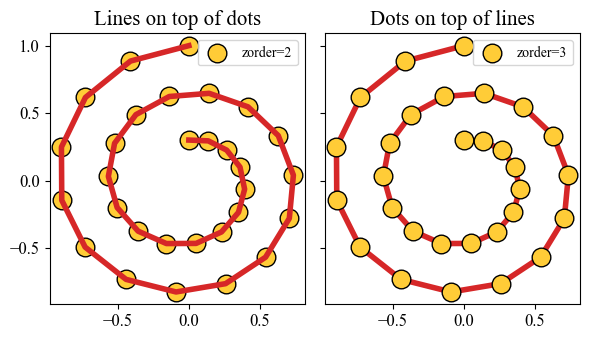 Lines on top of dots
Dots on top of lines
zorder=2
zorder=3
1.0
0.5
0.0
−0.5
−0.5 0.0 0.5
−0.5 0.0 0.5